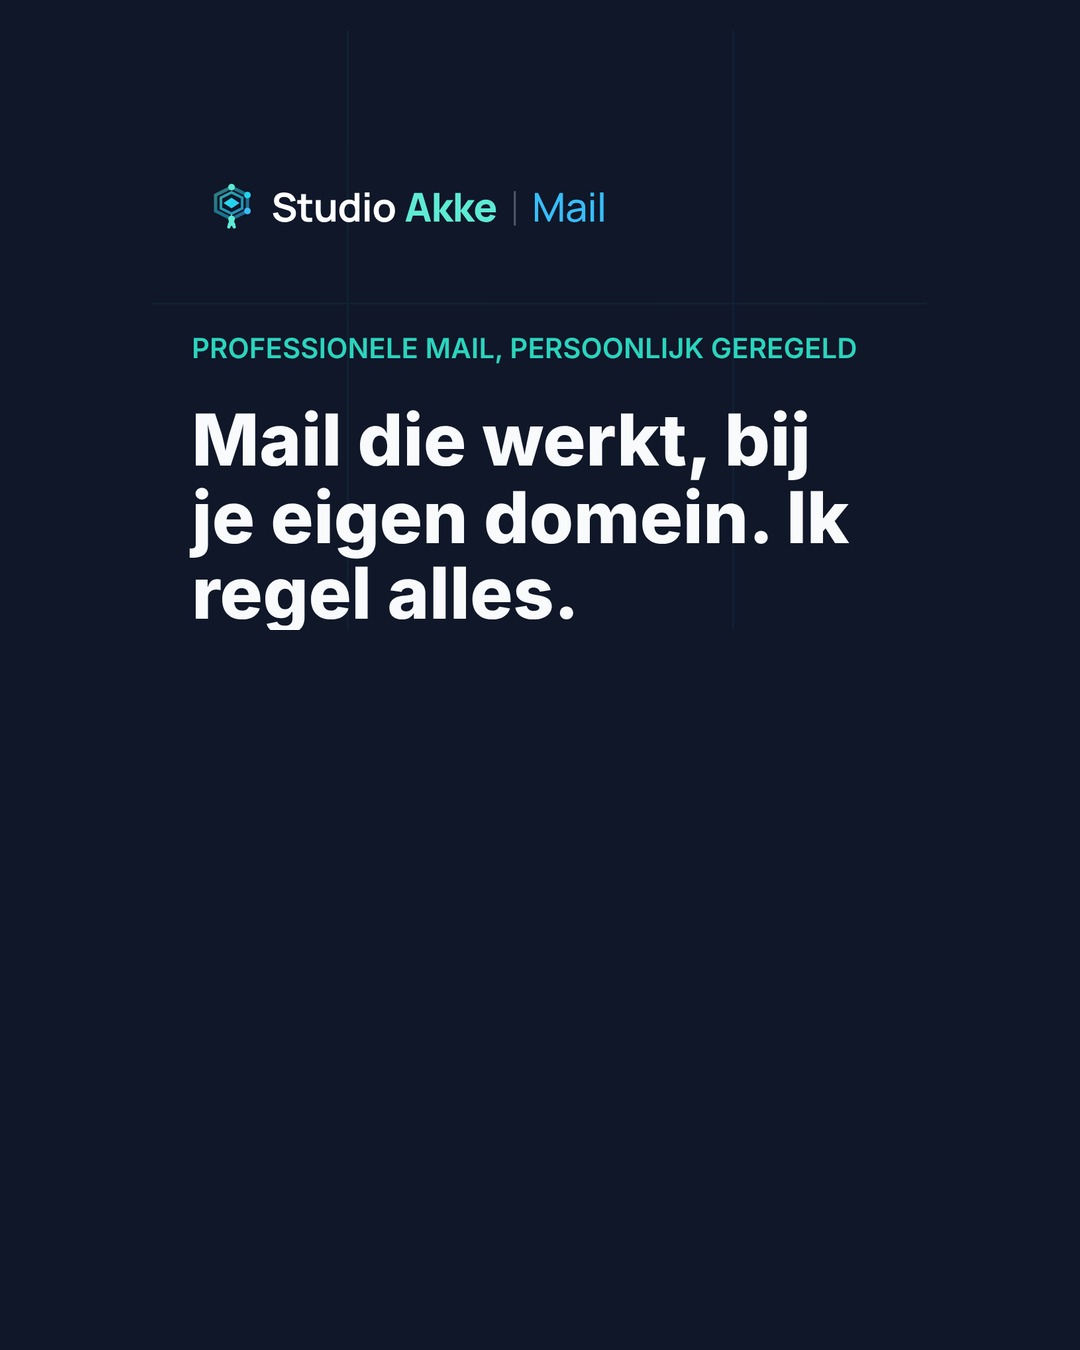 Studio Akke | Mail
PROFESSIONELE MAIL, PERSOONLIJK GEREGELD
Mail die werkt, bij
je eigen domein. Ik
regel alles.